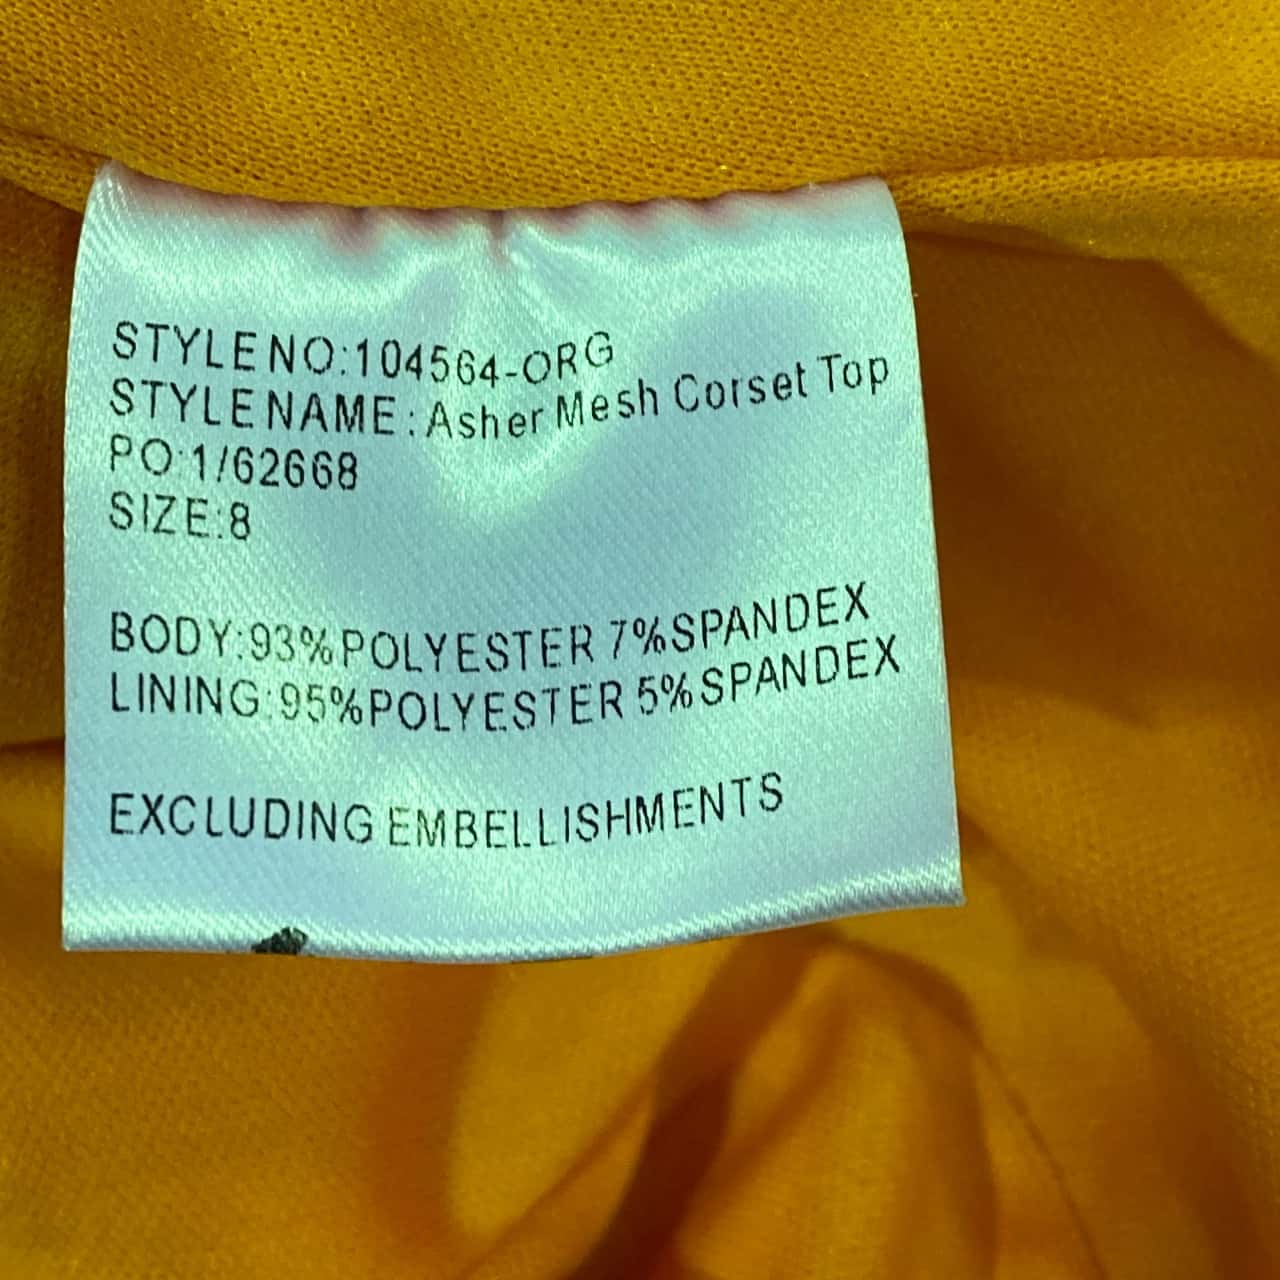 STYLE NO:104564-ORG
STYLE NAME: Asher Mesh Corset Top
PO:1/62668
SIZE:8
BODY:93%POLYESTER 7%SPANDEX
LINING:95%POLYESTER 5%SPANDEX
EXCLUDING EMBELLISHMENTS